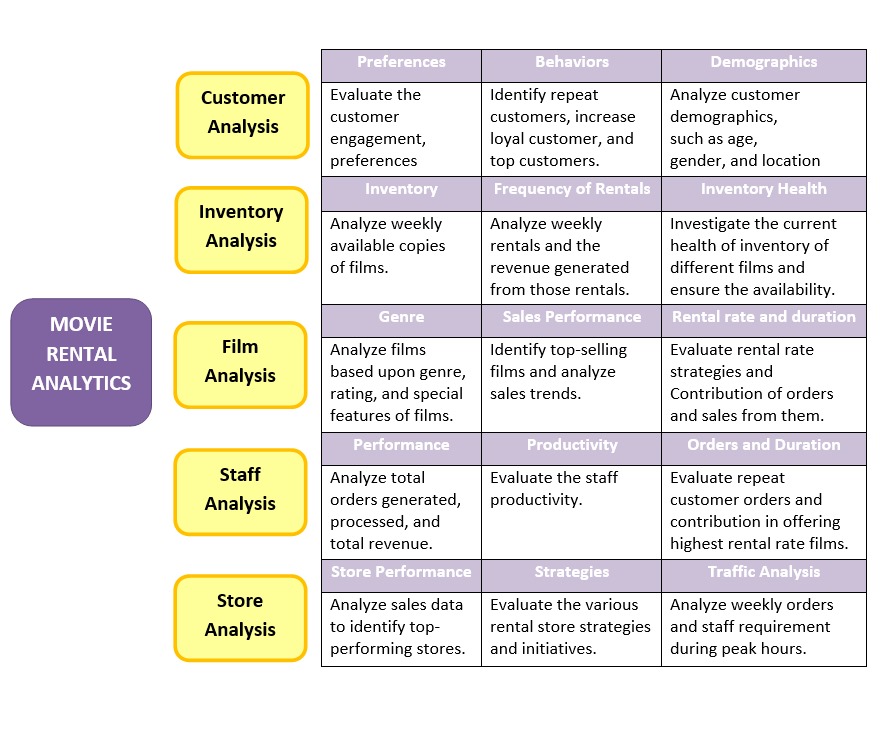 Preferences
Behaviors
Demographics
Customer
Analysis
Evaluate the
customer
engagement,
preferences
Identify repeat
customers, increase
loyal customer, and
top customers.
Analyze customer
demographics,
such as age,
gender, and location
Inventory
Frequency of Rentals
Inventory Health
Inventory
Analysis
Analyze weekly
available copies
of films.
Analyze weekly
rentals and the
revenue generated
from those rentals.
Investigate the current
health of inventory of
different films and
ensure the availability.
MOVIE
RENTAL
ANALYTICS
Genre
Sales Performance
Rental rate and duration
Film
Analysis
Analyze films
based upon genre,
rating, and special
features of films.
Identify top-selling
films and analyze
sales trends.
Evaluate rental rate
strategies and
Contribution of orders
and sales from them.
Performance
Productivity
Orders and Duration
Staff
Analysis
Analyze total
orders generated,
processed, and
total revenue.
Evaluate the staff
productivity.
Evaluate repeat
customer orders and
contribution in offering
highest rental rate films.
Store Performance
Strategies
Traffic Analysis
Store
Analysis
Analyze sales data
to identify top-
performing stores.
Evaluate the various
rental store strategies
and initiatives.
Analyze weekly orders
and staff requirement
during peak hours.